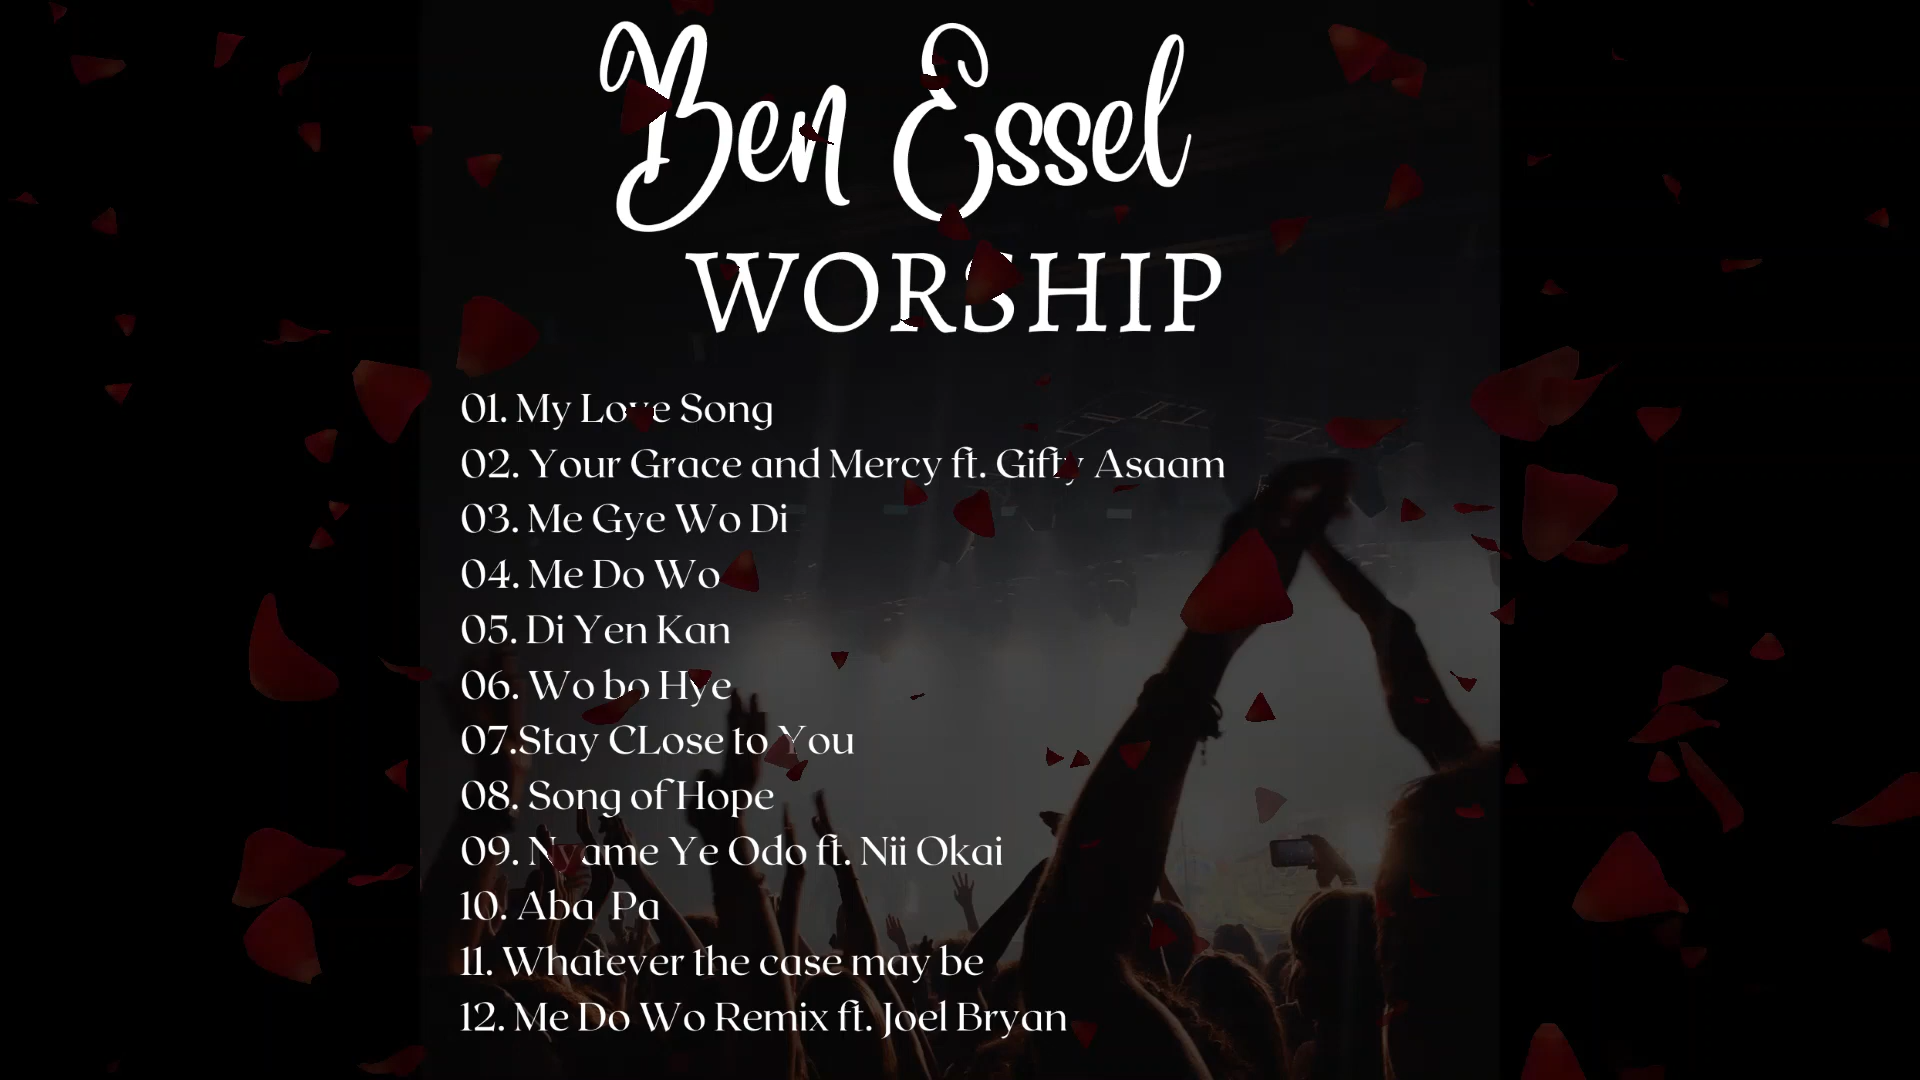 Ben Essel
WORSHIP
01. My Love Song
02. Your Grace and Mercy ft. Gifty Asaam
03. Me Gye Wo Di
04. Me Do Wo
05. Di Yen Kan
06. Wo bo Hye
07.Stay CLose to You
08. Song of Hope
09. Nyame Ye Odo ft. Nii Okai
10. Aba Pa
11. Whatever the case may be
12. Me Do Wo Remix ft. Joel Bryan